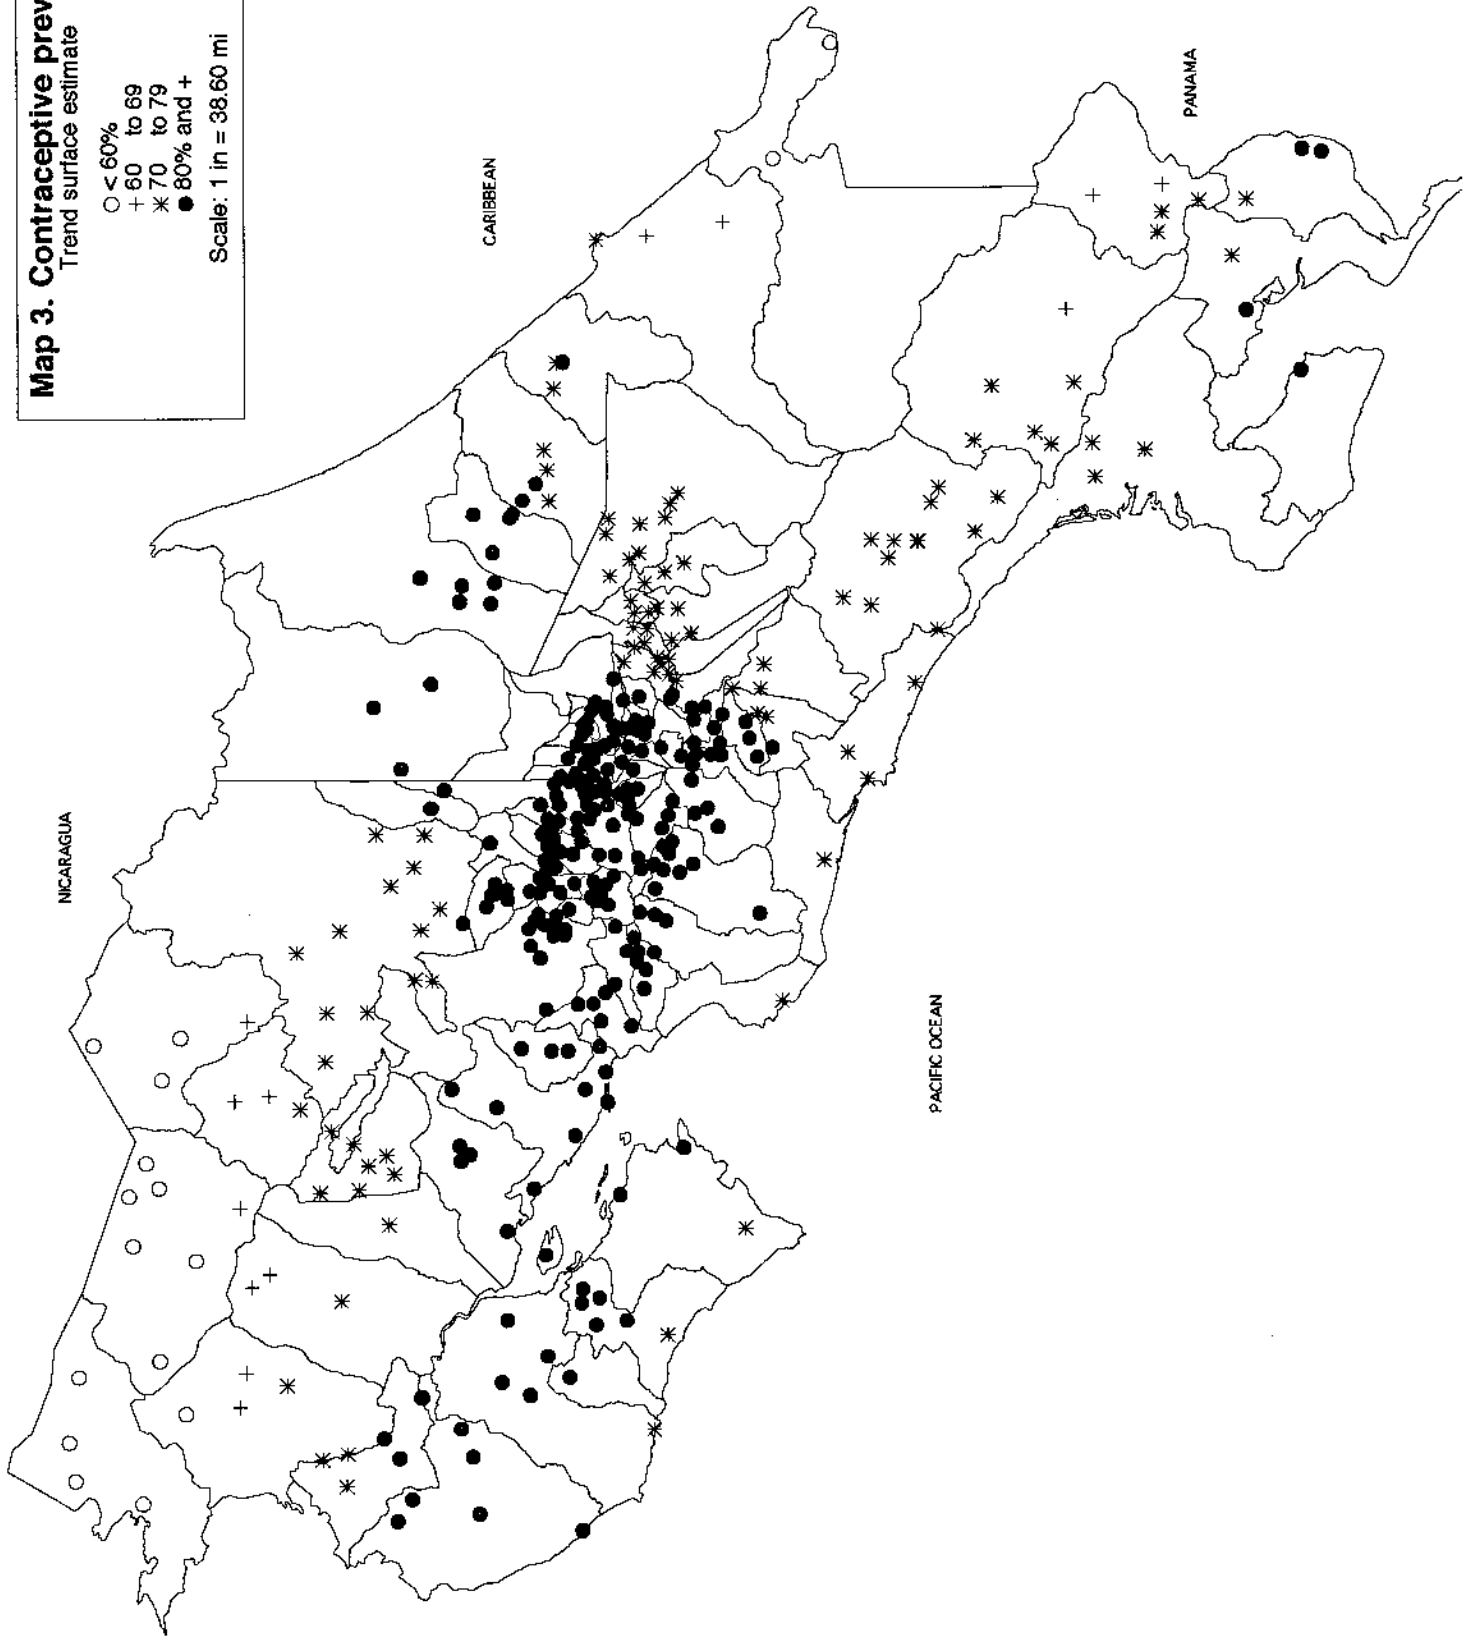 Map 3. Contraceptive prev
Trend surface estimate
○ < 60%
+ 60 to 69
✳ 70 to 79
● 80% and +
Scale: 1 in = 38.60 mi
NICARAGUA
CARIBBEAN
PANAMA
PACIFIC OCEAN